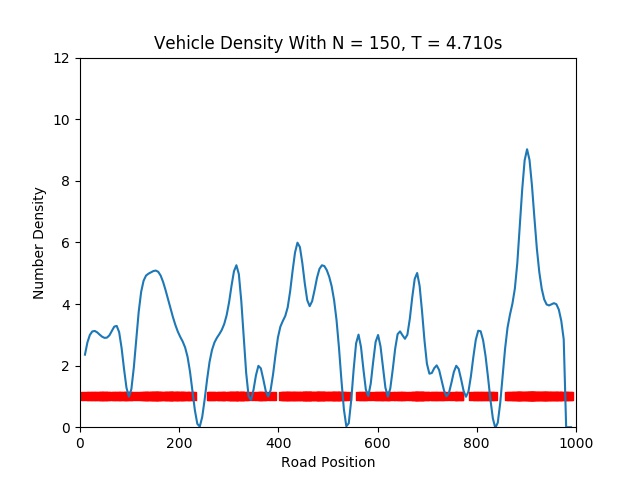 Vehicle Density With N = 150, T = 4.710s
12
10
8
6
4
2
0
Number Density
0 200 400 600 800 1000
Road Position